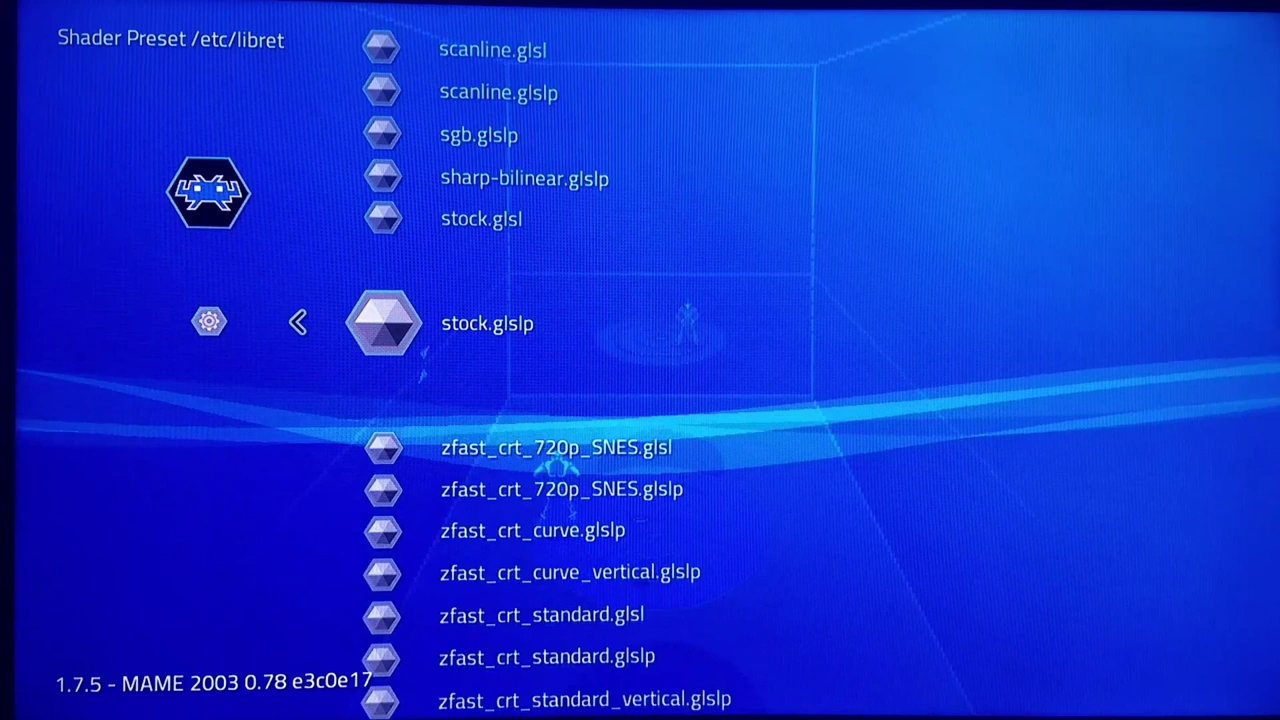 Shader Preset /etc/libret
scanline.glsl
scanline.glslp
sgb.glslp
sharp-bilinear.glslp
stock.glsl
stock.glslp
zfast_crt_720p_SNES.glsl
zfast_crt_720p_SNES.glslp
zfast_crt_curve.glslp
zfast_crt_curve_vertical.glslp
zfast_crt_standard.glsl
zfast_crt_standard.glslp
zfast_crt_standard_vertical.glslp
1.7.5 - MAME 2003 0.78 e3c0e17